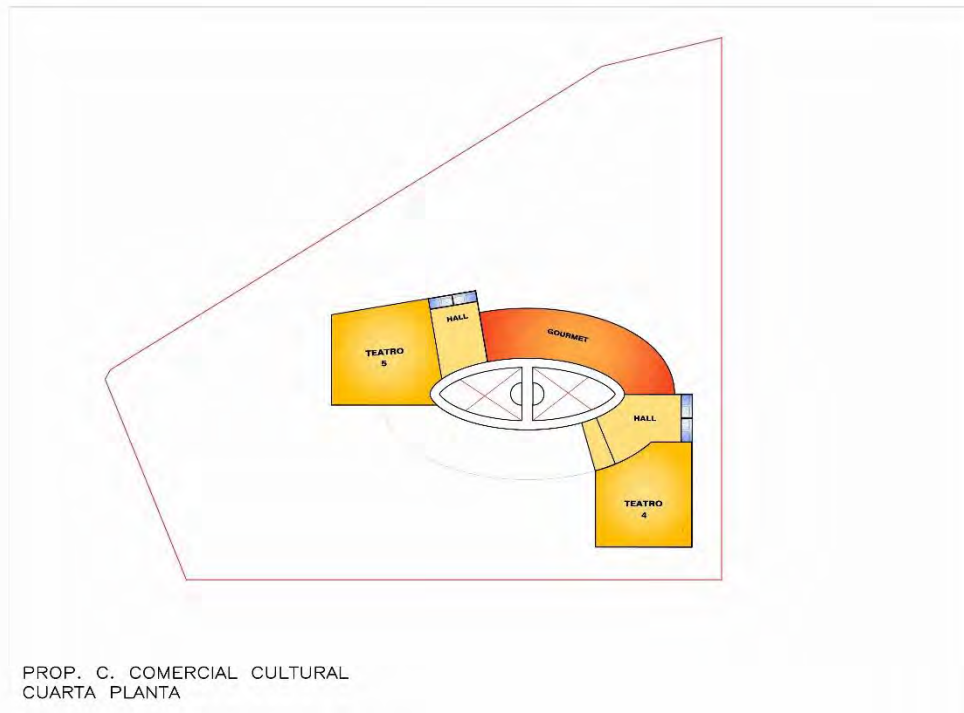 HALL
GOURMET
TEATRO
5
HALL
TEATRO
4
PROP. C. COMERCIAL CULTURAL
CUARTA PLANTA